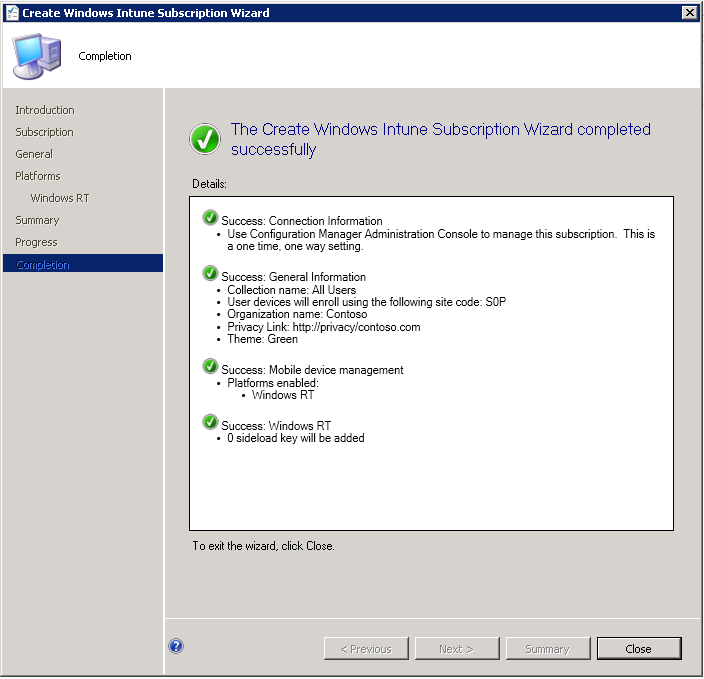 Create Windows Intune Subscription Wizard
Completion
Introduction
Subscription
General
Platforms
Windows RT
Summary
Progress
Completion
The Create Windows Intune Subscription Wizard completed
successfully
Details:
Success: Connection Information
• Use Configuration Manager Administration Console to manage this subscription. This is
a one time, one way setting.
Success: General Information
• Collection name: All Users
• User devices will enroll using the following site code: S0P
• Organization name: Contoso
• Privacy Link: http://privacy/contoso.com
• Theme: Green
Success: Mobile device management
• Platforms enabled:
• Windows RT
Success: Windows RT
• 0 sideload key will be added
To exit the wizard, click Close.
?
< Previous
Next >
Summary
Close